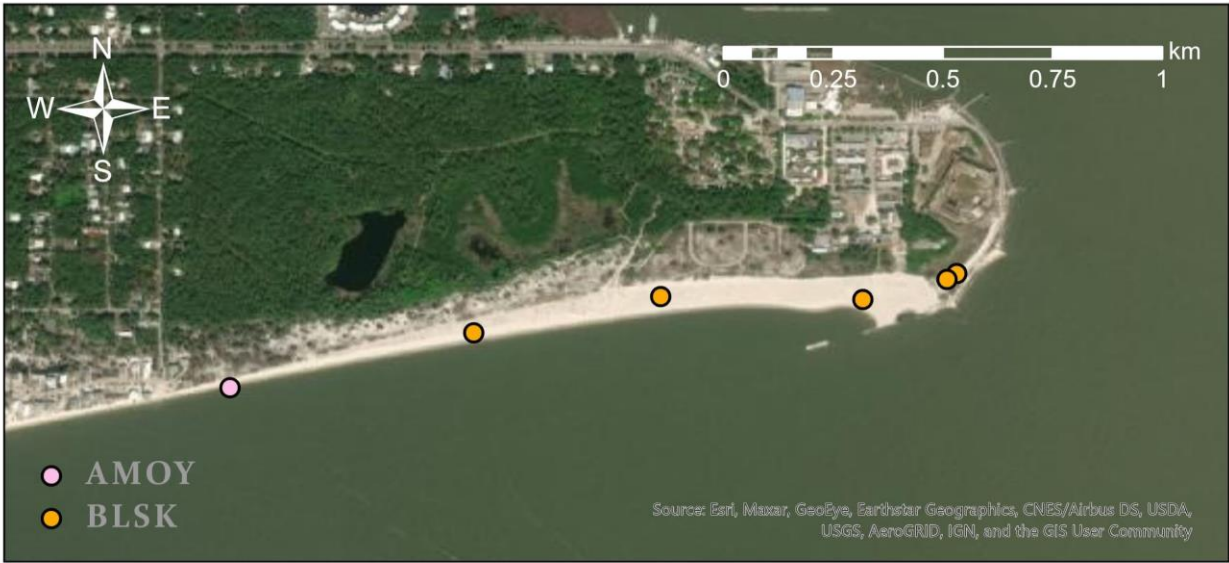 N
W E
S
km
0 0.25 0.5 0.75 1
AMOY
BLSK
Source: Esri, Maxar, GeoEye, Earthstar Geographics, CNES/Airbus DS, USDA,
USGS, AeroGRID, IGN, and the GIS User Community